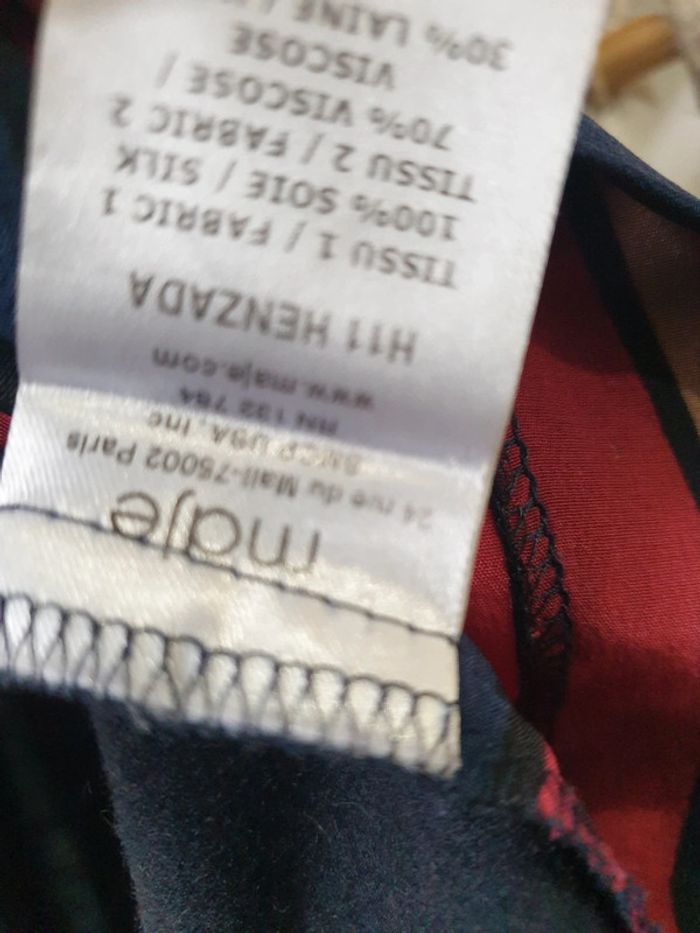 maje
24 rue du Mail-75002 Paris
SMCP USA, Inc
RN 132 784
www.maje.com
H11 HENZADA
TISSU 1 / FABRIC 1
100% SOIE / SILK
TISSU 2 / FABRIC 2
70% VISCOSE /
VISCOSE
30% LAINE /